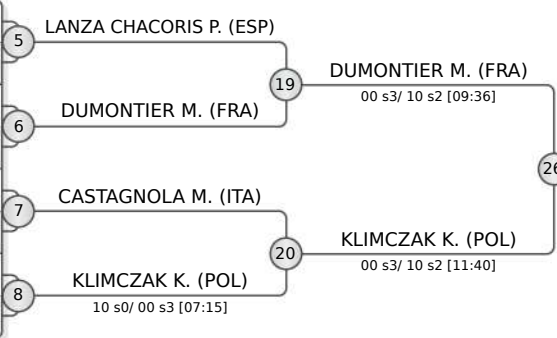 5
LANZA CHACORIS P. (ESP)
19
DUMONTIER M. (FRA)
00 s3/ 10 s2 [09:36]
6
DUMONTIER M. (FRA)
26
7
CASTAGNOLA M. (ITA)
20
KLIMCZAK K. (POL)
00 s3/ 10 s2 [11:40]
8
KLIMCZAK K. (POL)
10 s0/ 00 s3 [07:15]